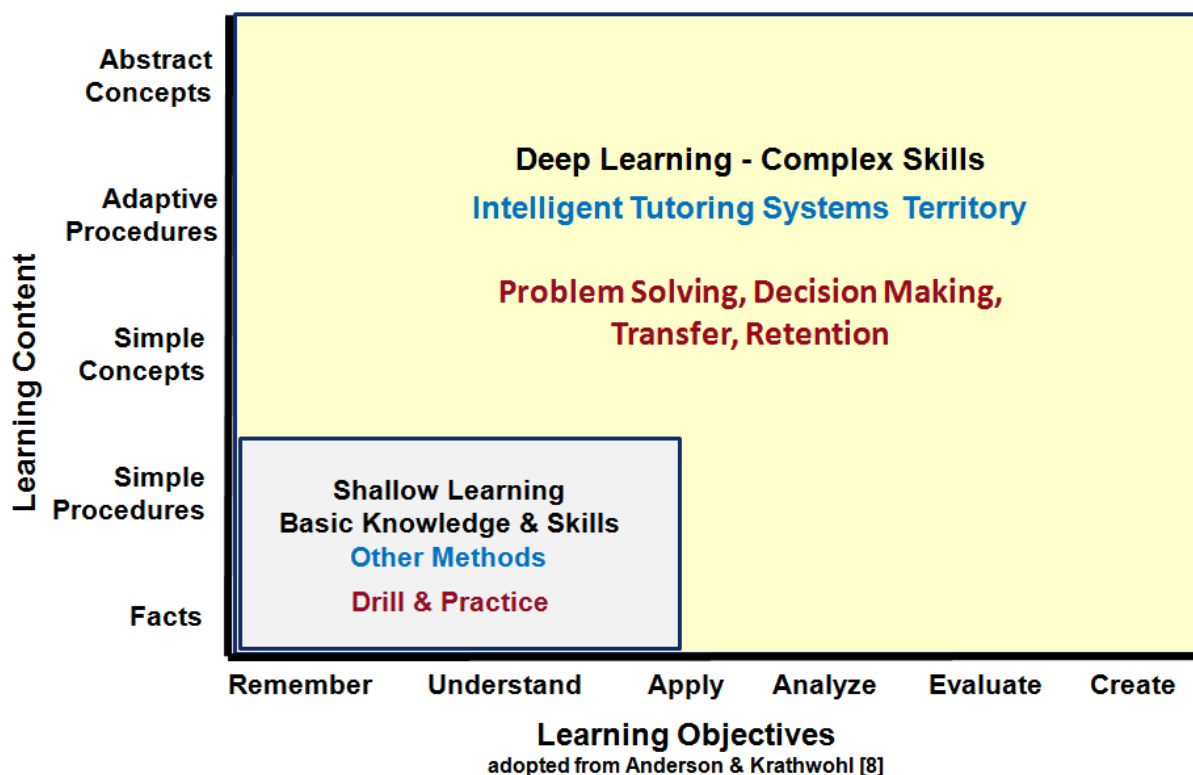 Abstract
Concepts
Adaptive
Procedures
Simple
Concepts
Simple
Procedures
Facts
Learning Content
Deep Learning - Complex Skills
Intelligent Tutoring Systems Territory
Problem Solving, Decision Making,
Transfer, Retention
Shallow Learning
Basic Knowledge & Skills
Other Methods
Drill & Practice
Remember Understand Apply Analyze Evaluate Create
Learning Objectives
adopted from Anderson & Krathwohl [8]